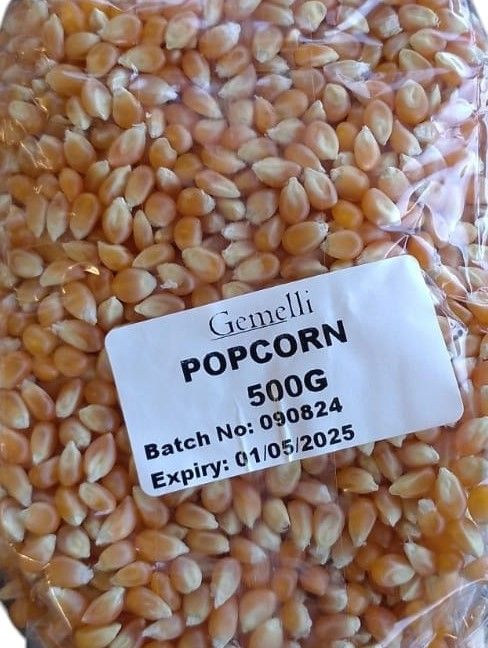 Gemelli
POPCORN
500G
Batch No: 090824
Expiry: 01/05/2025